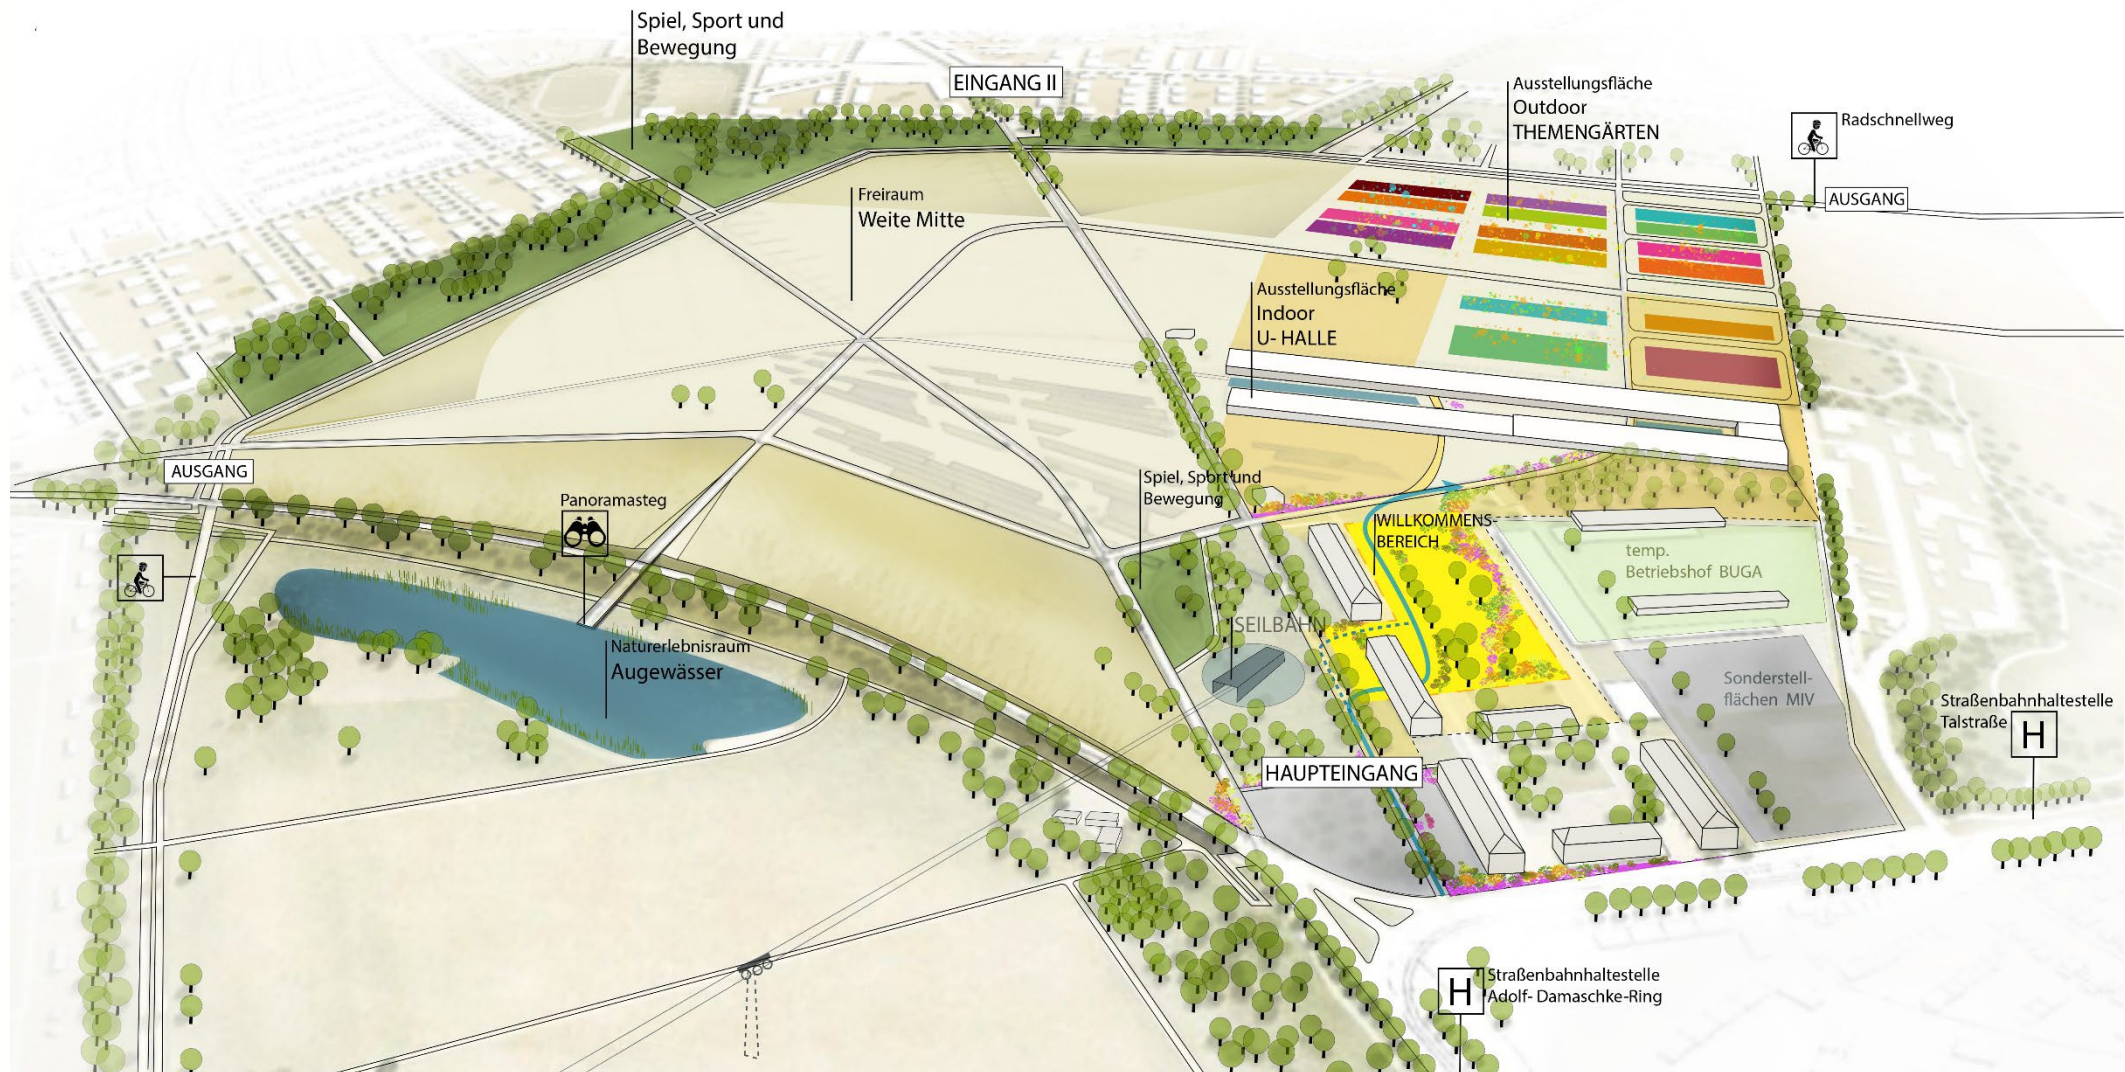 Spiel, Sport und
Bewegung
EINGANG II
Ausstellungsfläche
Outdoor
THEMENGÄRTEN
Radschnellweg
AUSGANG
Freiraum
Weite Mitte
Ausstellungsfläche
Indoor
U- HALLE
AUSGANG
Panoramasteg
Spiel, Sport und
Bewegung
WILLKOMMENS-
BEREICH
temp.
Betriebshof BUGA
SEILBAHN
Naturerlebnisraum
Augewässer
Sonderstell-
flächen MIV
Straßenbahnhaltestelle
Talstraße
H
HAUPTEINGANG
H
Straßenbahnhaltestelle
Adolf- Damaschke-Ring